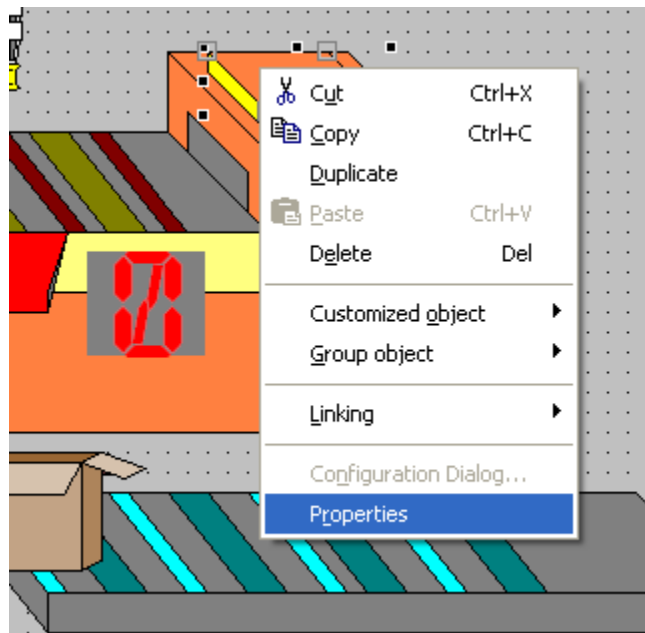 Cut Ctrl+X
Copy Ctrl+C
Duplicate
Paste Ctrl+V
Delete Del
Customized object
Group object
Linking
Configuration Dialog...
Properties